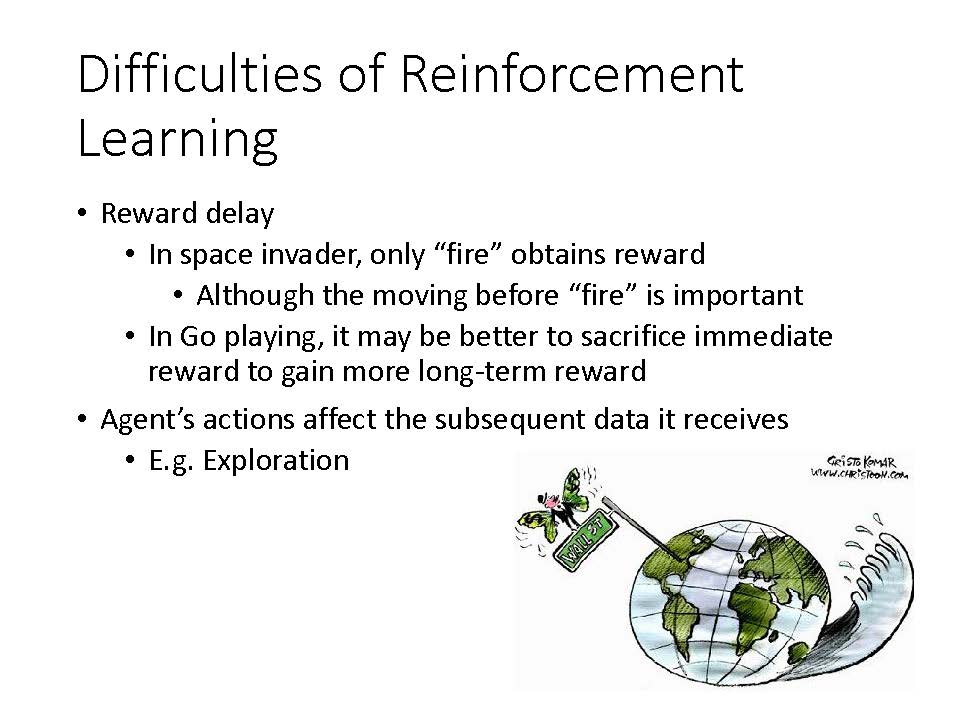 Difficulties of Reinforcement
Learning
• Reward delay
• In space invader, only “fire” obtains reward
• Although the moving before “fire” is important
• In Go playing, it may be better to sacrifice immediate
reward to gain more long-term reward
• Agent’s actions affect the subsequent data it receives
• E.g. Exploration
CHRISTO KOMAR
WWW.CHRISTOON.COM
WALL ST